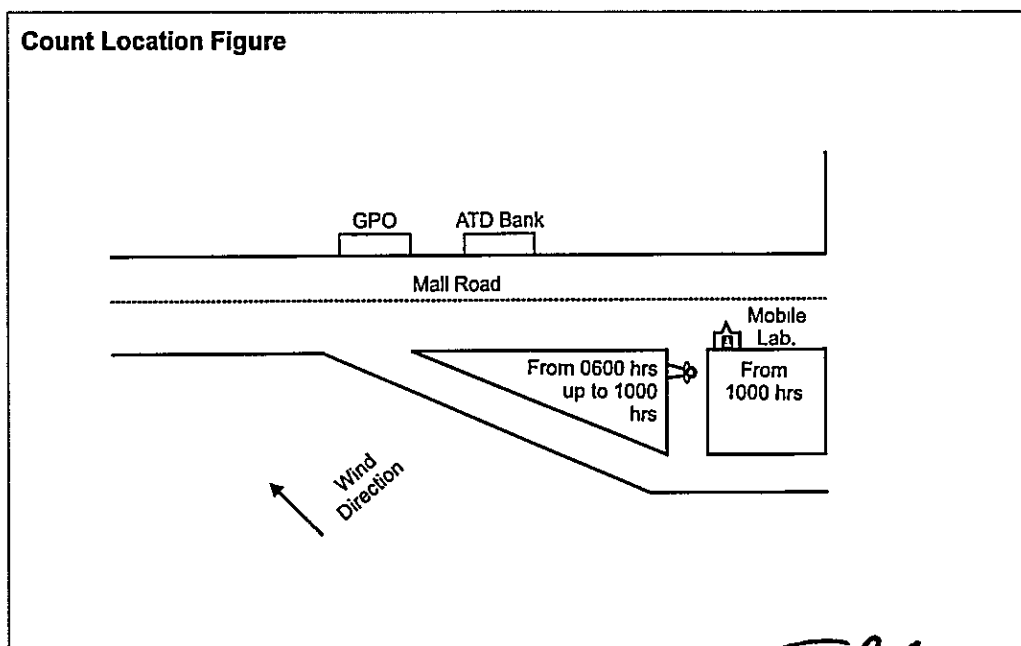 Count Location Figure
GPO
ATD Bank
Mall Road
Mobile
Lab.
From 0600 hrs
up to 1000
hrs
From
1000 hrs
Wind
Direction